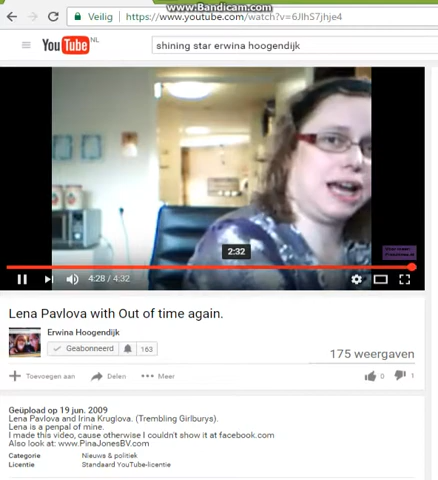 www.Bandicam.com
Veilig
https://www.youtube.com/watch?v=6JlhS7jhje4
YouTube NL
shining star erwina hoogendijk
2:32
4:28 / 4:32
Lena Pavlova with Out of time again.
Erwina Hoogendijk
Geabonneerd
163
175 weergaven
Toevoegen aan
Delen
Meer
0
1
Geüpload op 19 jun. 2009
Lena Pavlova and Irina Kruglova. (Trembling Girlburys).
Lena is a penpal of mine.
I made this video, cause otherwise I couldn't show it at facebook.com
Also look at: www.PinaJonesBV.com
Categorie
Nieuws & politiek
Licentie
Standaard YouTube-licentie